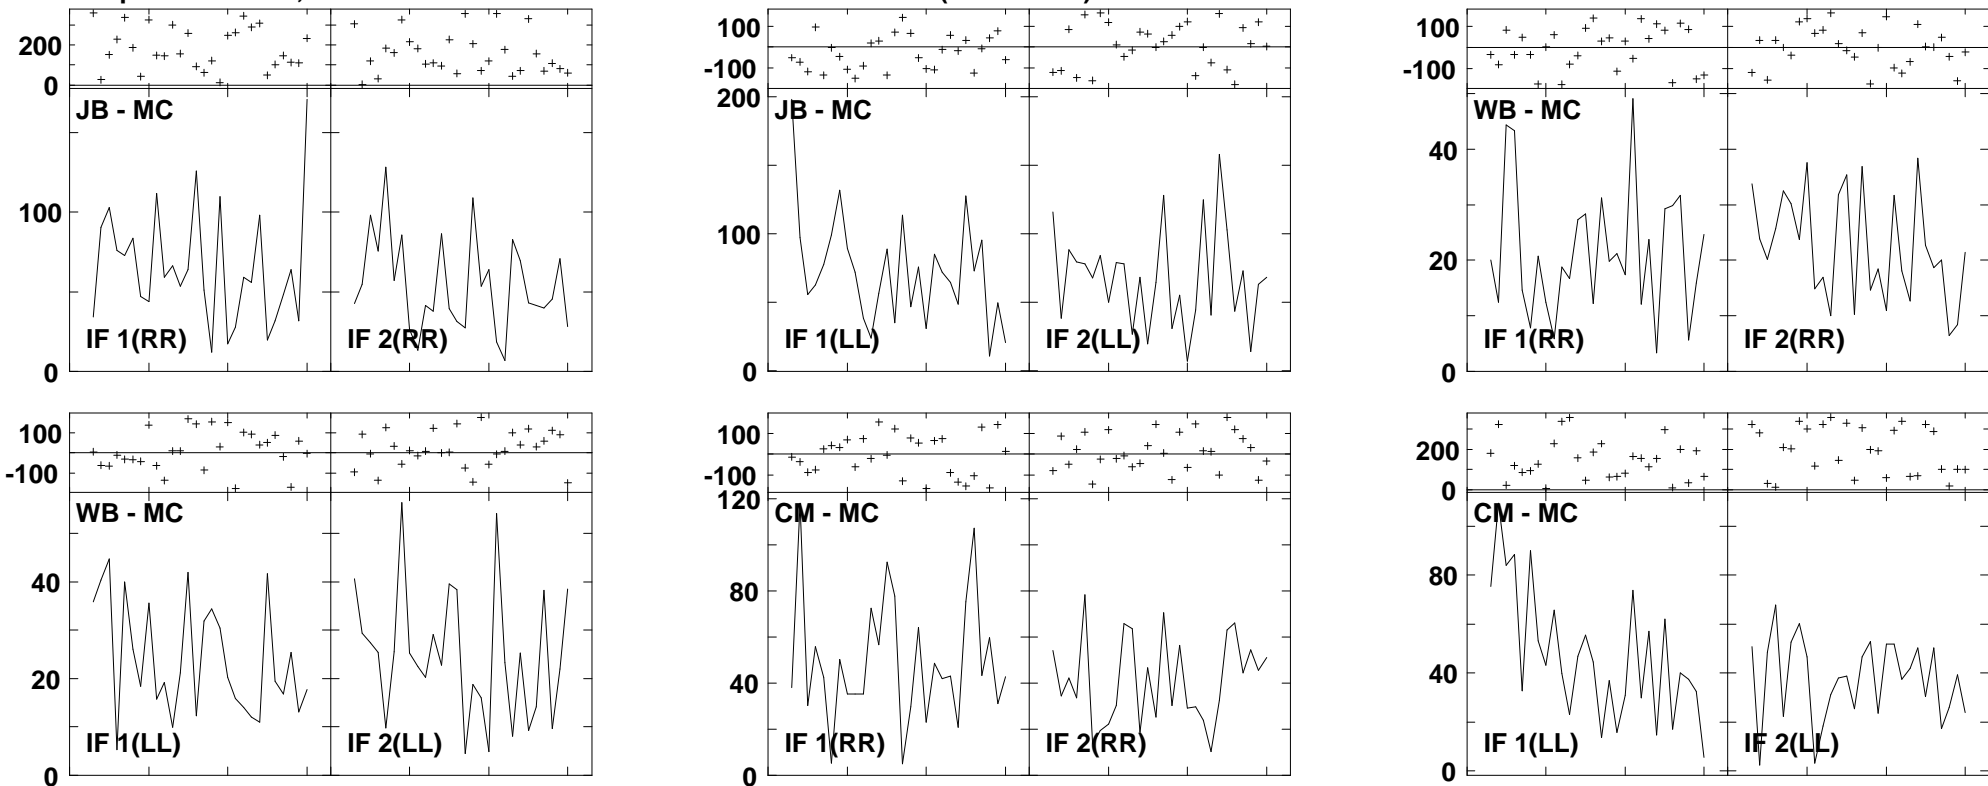 200
0
JB - MC
100
0
IF 1(RR)
IF 2(RR)
100
-100
200
JB - MC
100
0
IF 1(LL)
IF 2(LL)
100
-100
WB - MC
40
20
0
IF 1(RR)
IF 2(RR)
100
-100
WB - MC
40
20
0
IF 1(LL)
IF 2(LL)
100
-100
120
CM - MC
80
40
0
IF 1(RR)
IF 2(RR)
200
0
CM - MC
80
40
0
IF 1(LL)
IF 2(LL)